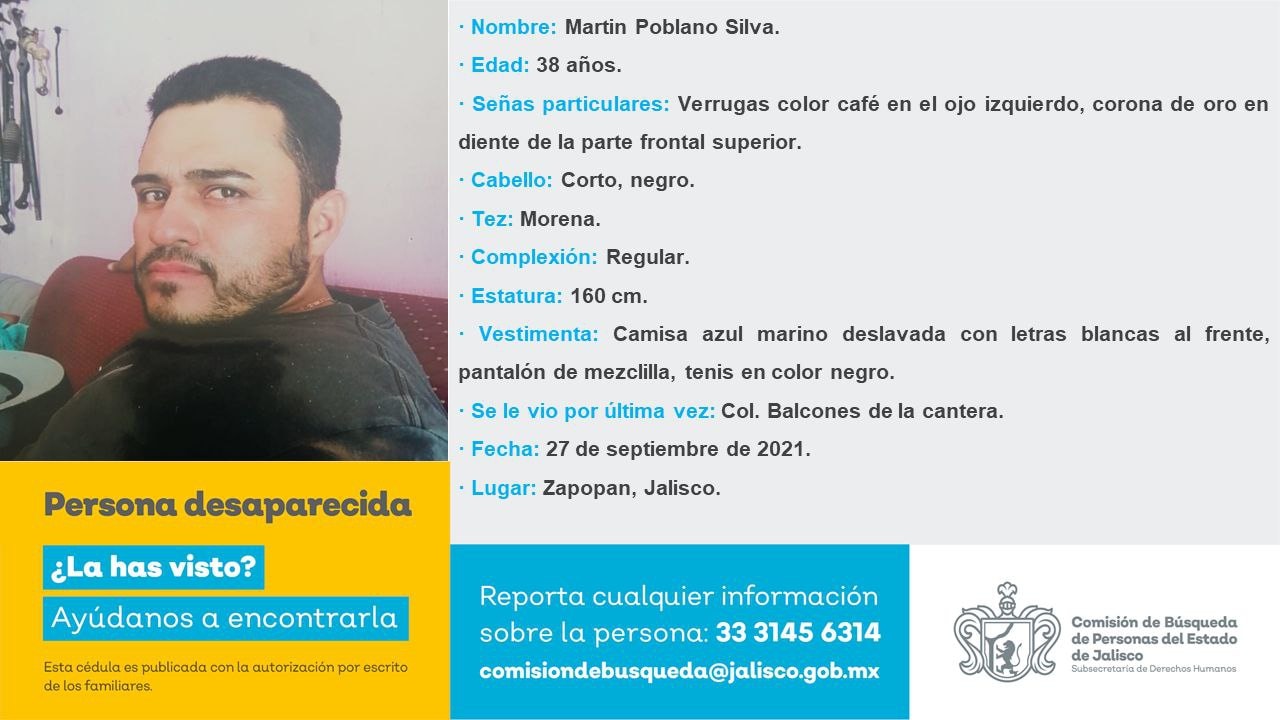 · Nombre: Martin Poblano Silva.
· Edad: 38 años.
· Señas particulares: Verrugas color café en el ojo izquierdo, corona de oro en
diente de la parte frontal superior.
· Cabello: Corto, negro.
· Tez: Morena.
· Complexión: Regular.
· Estatura: 160 cm.
· Vestimenta: Camisa azul marino deslavada con letras blancas al frente,
pantalón de mezclilla, tenis en color negro.
· Se le vio por última vez: Col. Balcones de la cantera.
· Fecha: 27 de septiembre de 2021.
· Lugar: Zapopan, Jalisco.
Persona desaparecida
¿La has visto?
Ayúdanos a encontrarla
Esta cédula es publicada con la autorización por escrito
de los familiares.
Reporta cualquier información
sobre la persona: 33 3145 6314
comisiondebusqueda@jalisco.gob.mx
Comisión de Búsqueda
de Personas del Estado
de Jalisco
Subsecretaría de Derechos Humanos